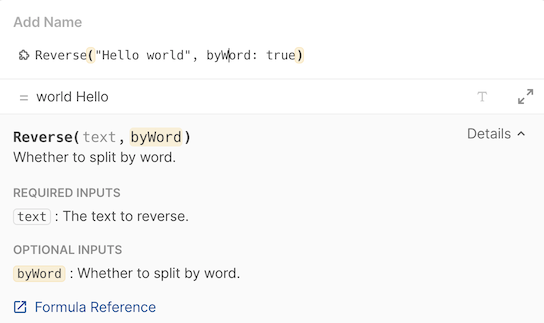 Add Name
Reverse("Hello world", byWord: true)
= world Hello T
Reverse( text, byWord ) Details
Whether to split by word.
REQUIRED INPUTS
text : The text to reverse.
OPTIONAL INPUTS
byWord : Whether to split by word.
Formula Reference